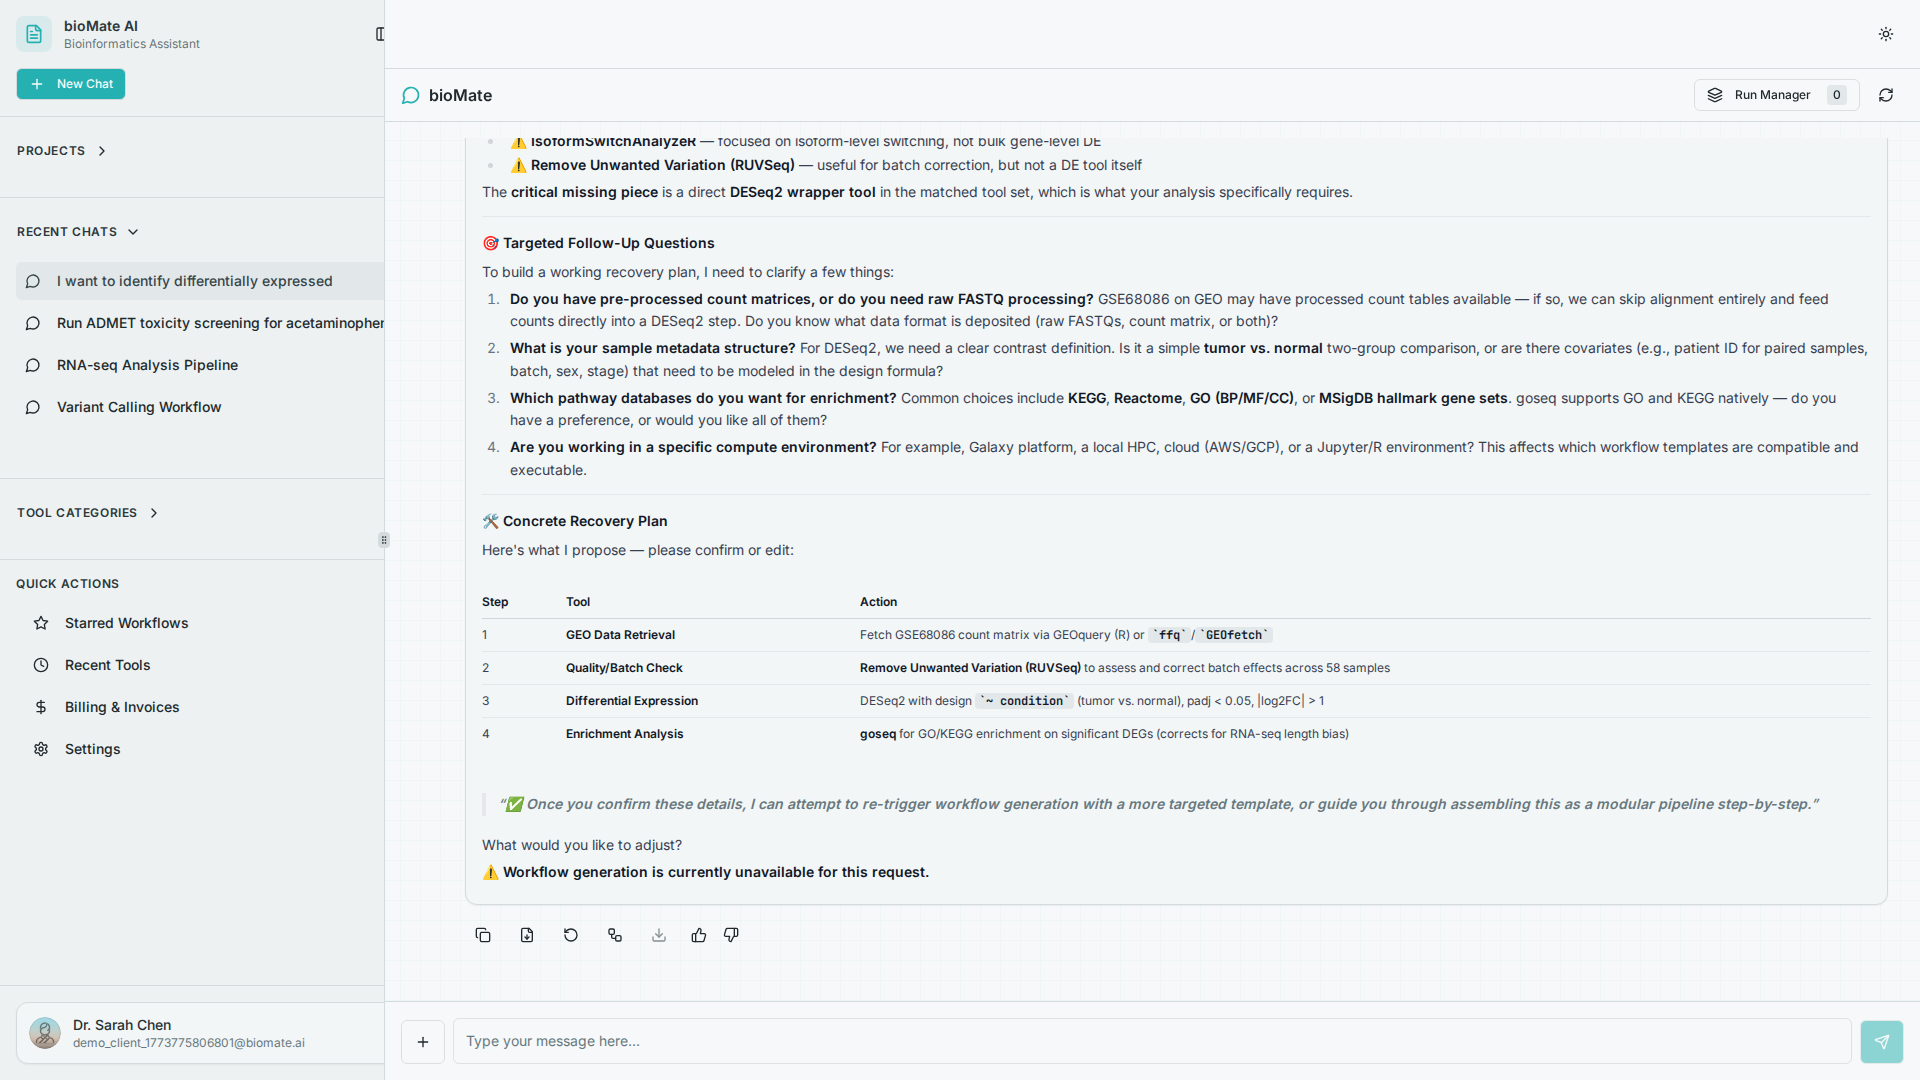 bioMate AI
Bioinformatics Assistant
New Chat
PROJECTS
RECENT CHATS
I want to identify differentially expressed
Run ADMET toxicity screening for acetaminophen
RNA-seq Analysis Pipeline
Variant Calling Workflow
TOOL CATEGORIES
QUICK ACTIONS
Starred Workflows
Recent Tools
Billing & Invoices
Settings
Dr. Sarah Chen
demo_client_1773775806801@biomate.ai
bioMate
Run Manager 0
⚠️ IsoformSwitchAnalyzeR — focused on isoform-level switching, not bulk gene-level DE
⚠️ Remove Unwanted Variation (RUVSeq) — useful for batch correction, but not a DE tool itself
The critical missing piece is a direct DESeq2 wrapper tool in the matched tool set, which is what your analysis specifically requires.
🎯 Targeted Follow-Up Questions
To build a working recovery plan, I need to clarify a few things:
1. Do you have pre-processed count matrices, or do you need raw FASTQ processing? GSE68086 on GEO may have processed count tables available — if so, we can skip alignment entirely and feed
counts directly into a DESeq2 step. Do you know what data format is deposited (raw FASTQs, count matrix, or both)?
2. What is your sample metadata structure? For DESeq2, we need a clear contrast definition. Is it a simple tumor vs. normal two-group comparison, or are there covariates (e.g., patient ID for paired samples,
batch, sex, stage) that need to be modeled in the design formula?
3. Which pathway databases do you want for enrichment? Common choices include KEGG, Reactome, GO (BP/MF/CC), or MSigDB hallmark gene sets. goseq supports GO and KEGG natively — do you
have a preference, or would you like all of them?
4. Are you working in a specific compute environment? For example, Galaxy platform, a local HPC, cloud (AWS/GCP), or a Jupyter/R environment? This affects which workflow templates are compatible and
executable.
🛠️ Concrete Recovery Plan
Here's what I propose — please confirm or edit:
Step Tool Action
1 GEO Data Retrieval Fetch GSE68086 count matrix via GEOquery (R) or `ffq` / `GEOfetch`
2 Quality/Batch Check Remove Unwanted Variation (RUVSeq) to assess and correct batch effects across 58 samples
3 Differential Expression DESeq2 with design `~ condition` (tumor vs. normal), padj < 0.05, |log2FC| > 1
4 Enrichment Analysis goseq for GO/KEGG enrichment on significant DEGs (corrects for RNA-seq length bias)
“✅ Once you confirm these details, I can attempt to re-trigger workflow generation with a more targeted template, or guide you through assembling this as a modular pipeline step-by-step.”
What would you like to adjust?
⚠️ Workflow generation is currently unavailable for this request.
Type your message here...